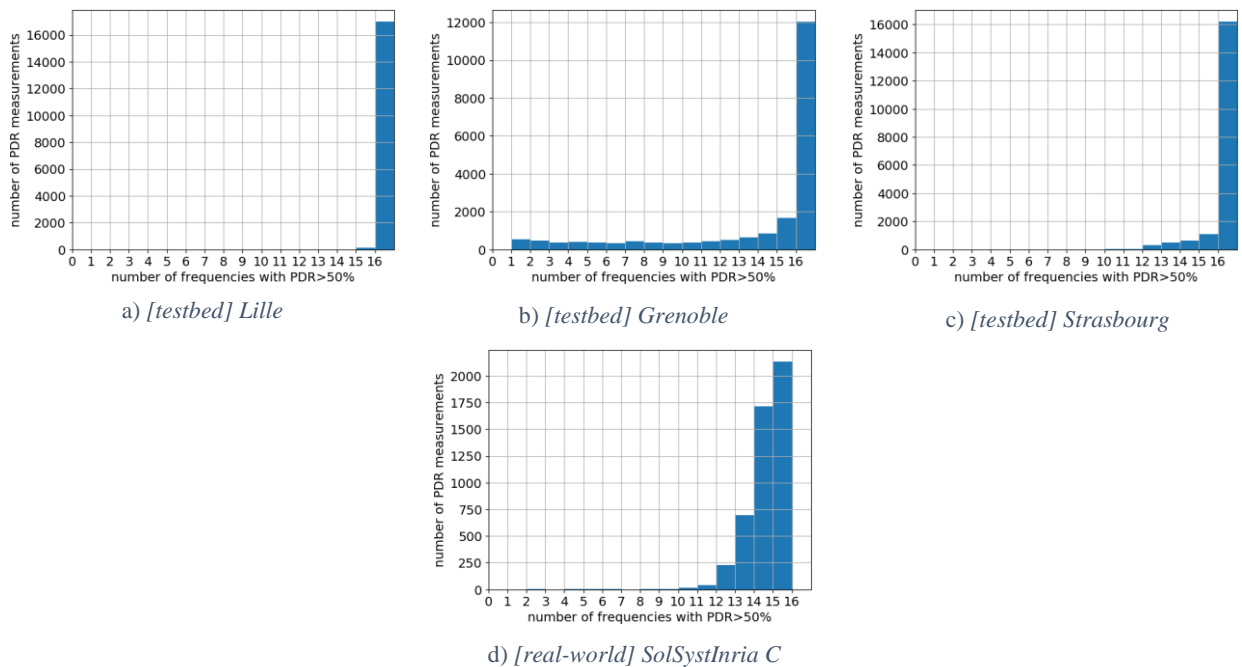 number of PDR measurements
16000
14000
12000
10000
8000
6000
4000
2000
0
0 1 2 3 4 5 6 7 8 9 10 11 12 13 14 15 16
number of frequencies with PDR>50%
a) [testbed] Lille
number of PDR measurements
12000
10000
8000
6000
4000
2000
0
0 1 2 3 4 5 6 7 8 9 10 11 12 13 14 15 16
number of frequencies with PDR>50%
b) [testbed] Grenoble
number of PDR measurements
16000
14000
12000
10000
8000
6000
4000
2000
0
0 1 2 3 4 5 6 7 8 9 10 11 12 13 14 15 16
number of frequencies with PDR>50%
c) [testbed] Strasbourg
number of PDR measurements
2000
1750
1500
1250
1000
750
500
250
0
0 1 2 3 4 5 6 7 8 9 10 11 12 13 14 15 16
number of frequencies with PDR>50%
d) [real-world] SolSystInria C